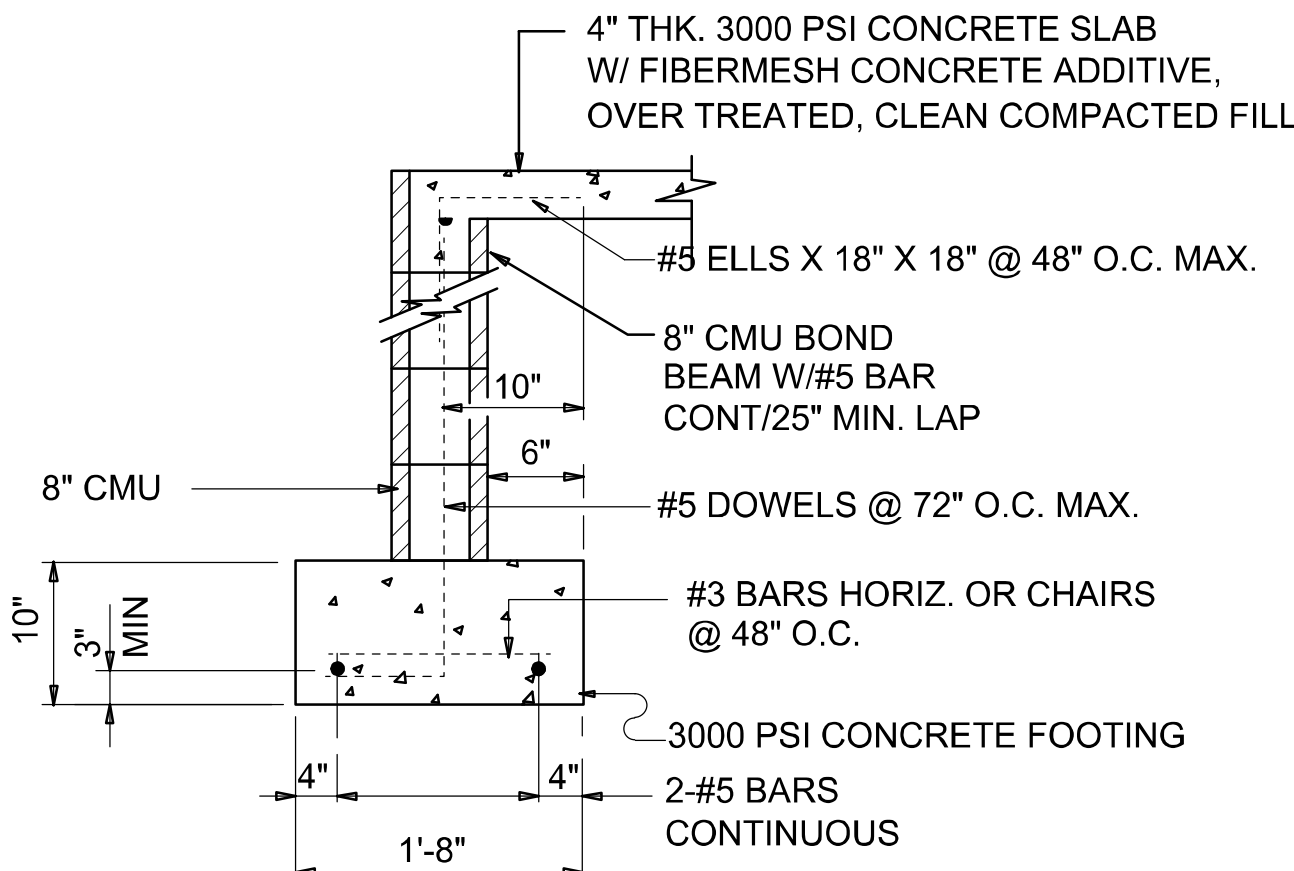 4" THK. 3000 PSI CONCRETE SLAB
W/ FIBERMESH CONCRETE ADDITIVE,
OVER TREATED, CLEAN COMPACTED FILL
#5 ELLS X 18" X 18" @ 48" O.C. MAX.
8" CMU BOND
BEAM W/#5 BAR
CONT/25" MIN. LAP
10"
6"
8" CMU
#5 DOWELS @ 72" O.C. MAX.
10"
3"
MIN
#3 BARS HORIZ. OR CHAIRS
@ 48" O.C.
3000 PSI CONCRETE FOOTING
4"
4"
2-#5 BARS
CONTINUOUS
1'-8"